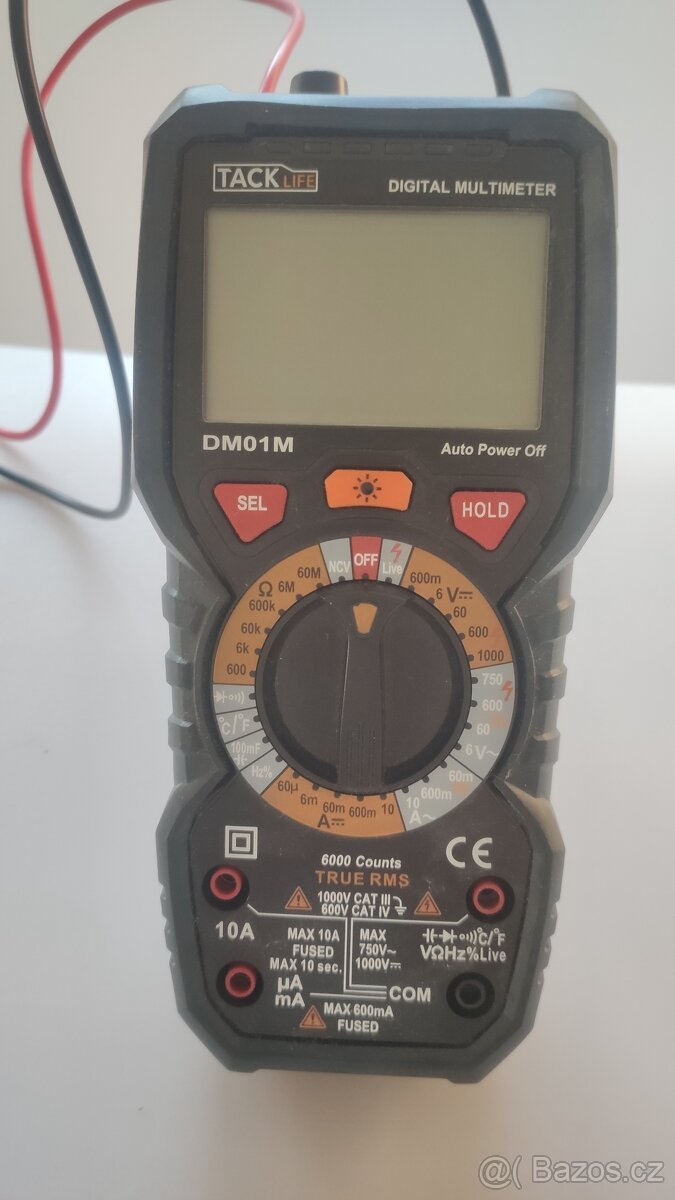 TACK LIFE
DIGITAL MULTIMETER
DM01M
Auto Power Off
SEL
HOLD
NCV OFF Live
60M
6M
Ω
600k
60k
6k
600
°C/°F
100mF
Hz%
600m
6 V
60
600
1000
750
600
60
6 V~
60m
600m
10
A~
60µ
6m
60m
600m
10
A
6000 Counts
TRUE RMS
CE
1000V CAT III
600V CAT IV
10A
MAX 10A
FUSED
MAX 10 sec.
MAX
750V~
1000V
°C/°F
VΩHz%Live
µA
mA
COM
MAX 600mA
FUSED
@( Bazos.cz